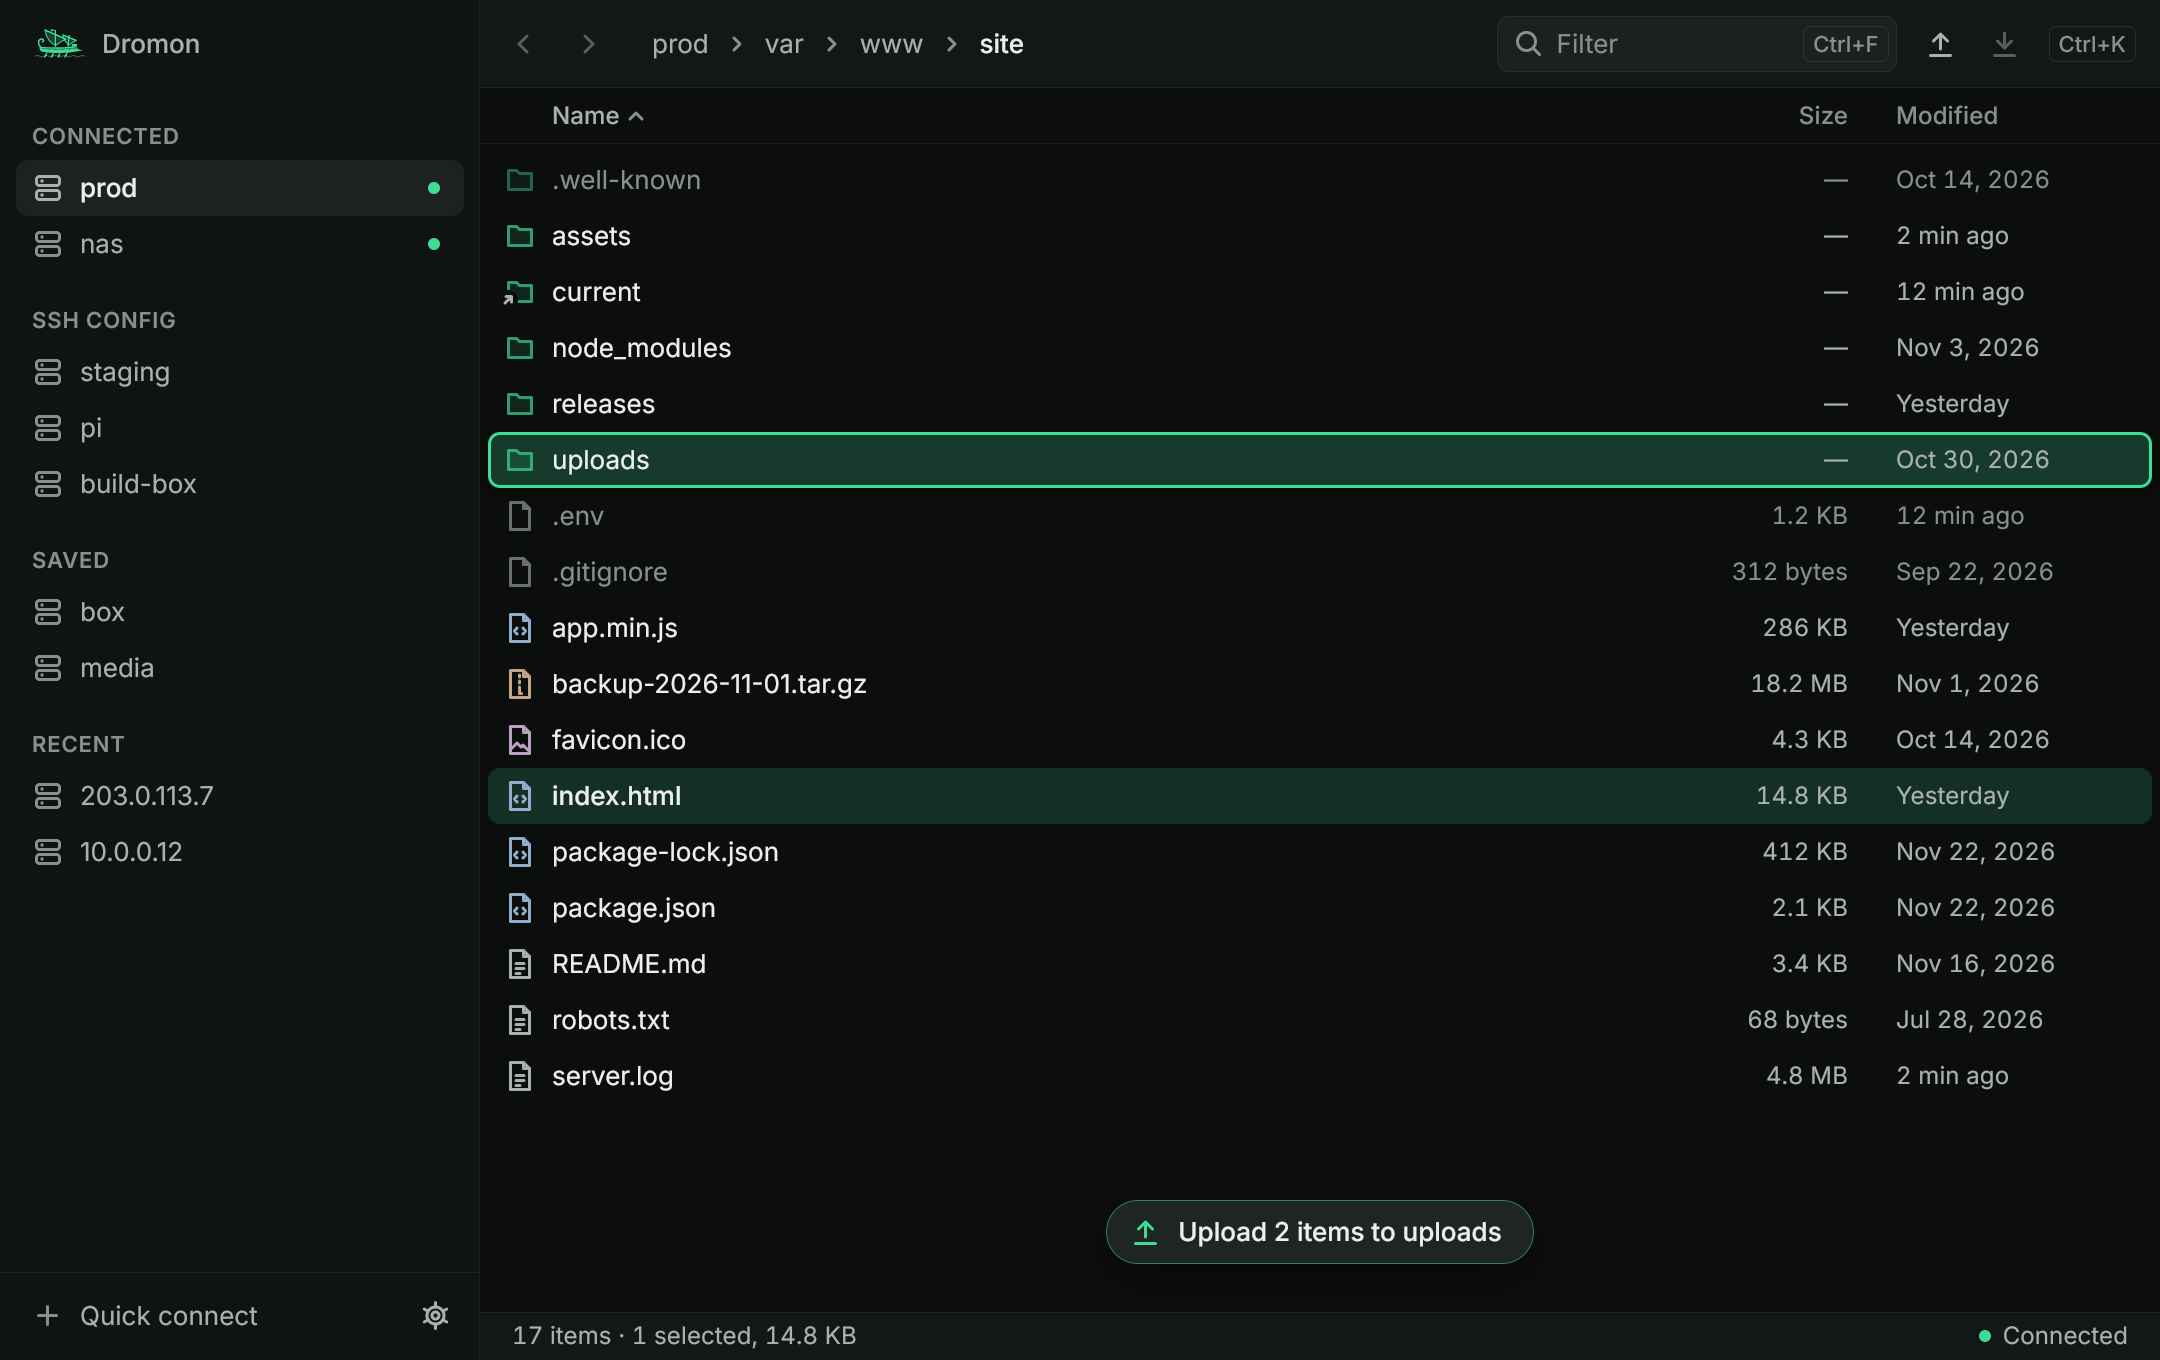 Dromon
CONNECTED
prod
nas
SSH CONFIG
staging
pi
build-box
SAVED
box
media
RECENT
203.0.113.7
10.0.0.12
Quick connect
prod > var > www > site
Filter Ctrl+F
Ctrl+K
Name Size Modified
.well-known — Oct 14, 2026
assets — 2 min ago
current — 12 min ago
node_modules — Nov 3, 2026
releases — Yesterday
uploads — Oct 30, 2026
.env 1.2 KB 12 min ago
.gitignore 312 bytes Sep 22, 2026
app.min.js 286 KB Yesterday
backup-2026-11-01.tar.gz 18.2 MB Nov 1, 2026
favicon.ico 4.3 KB Oct 14, 2026
index.html 14.8 KB Yesterday
package-lock.json 412 KB Nov 22, 2026
package.json 2.1 KB Nov 22, 2026
README.md 3.4 KB Nov 16, 2026
robots.txt 68 bytes Jul 28, 2026
server.log 4.8 MB 2 min ago
Upload 2 items to uploads
17 items · 1 selected, 14.8 KB
Connected